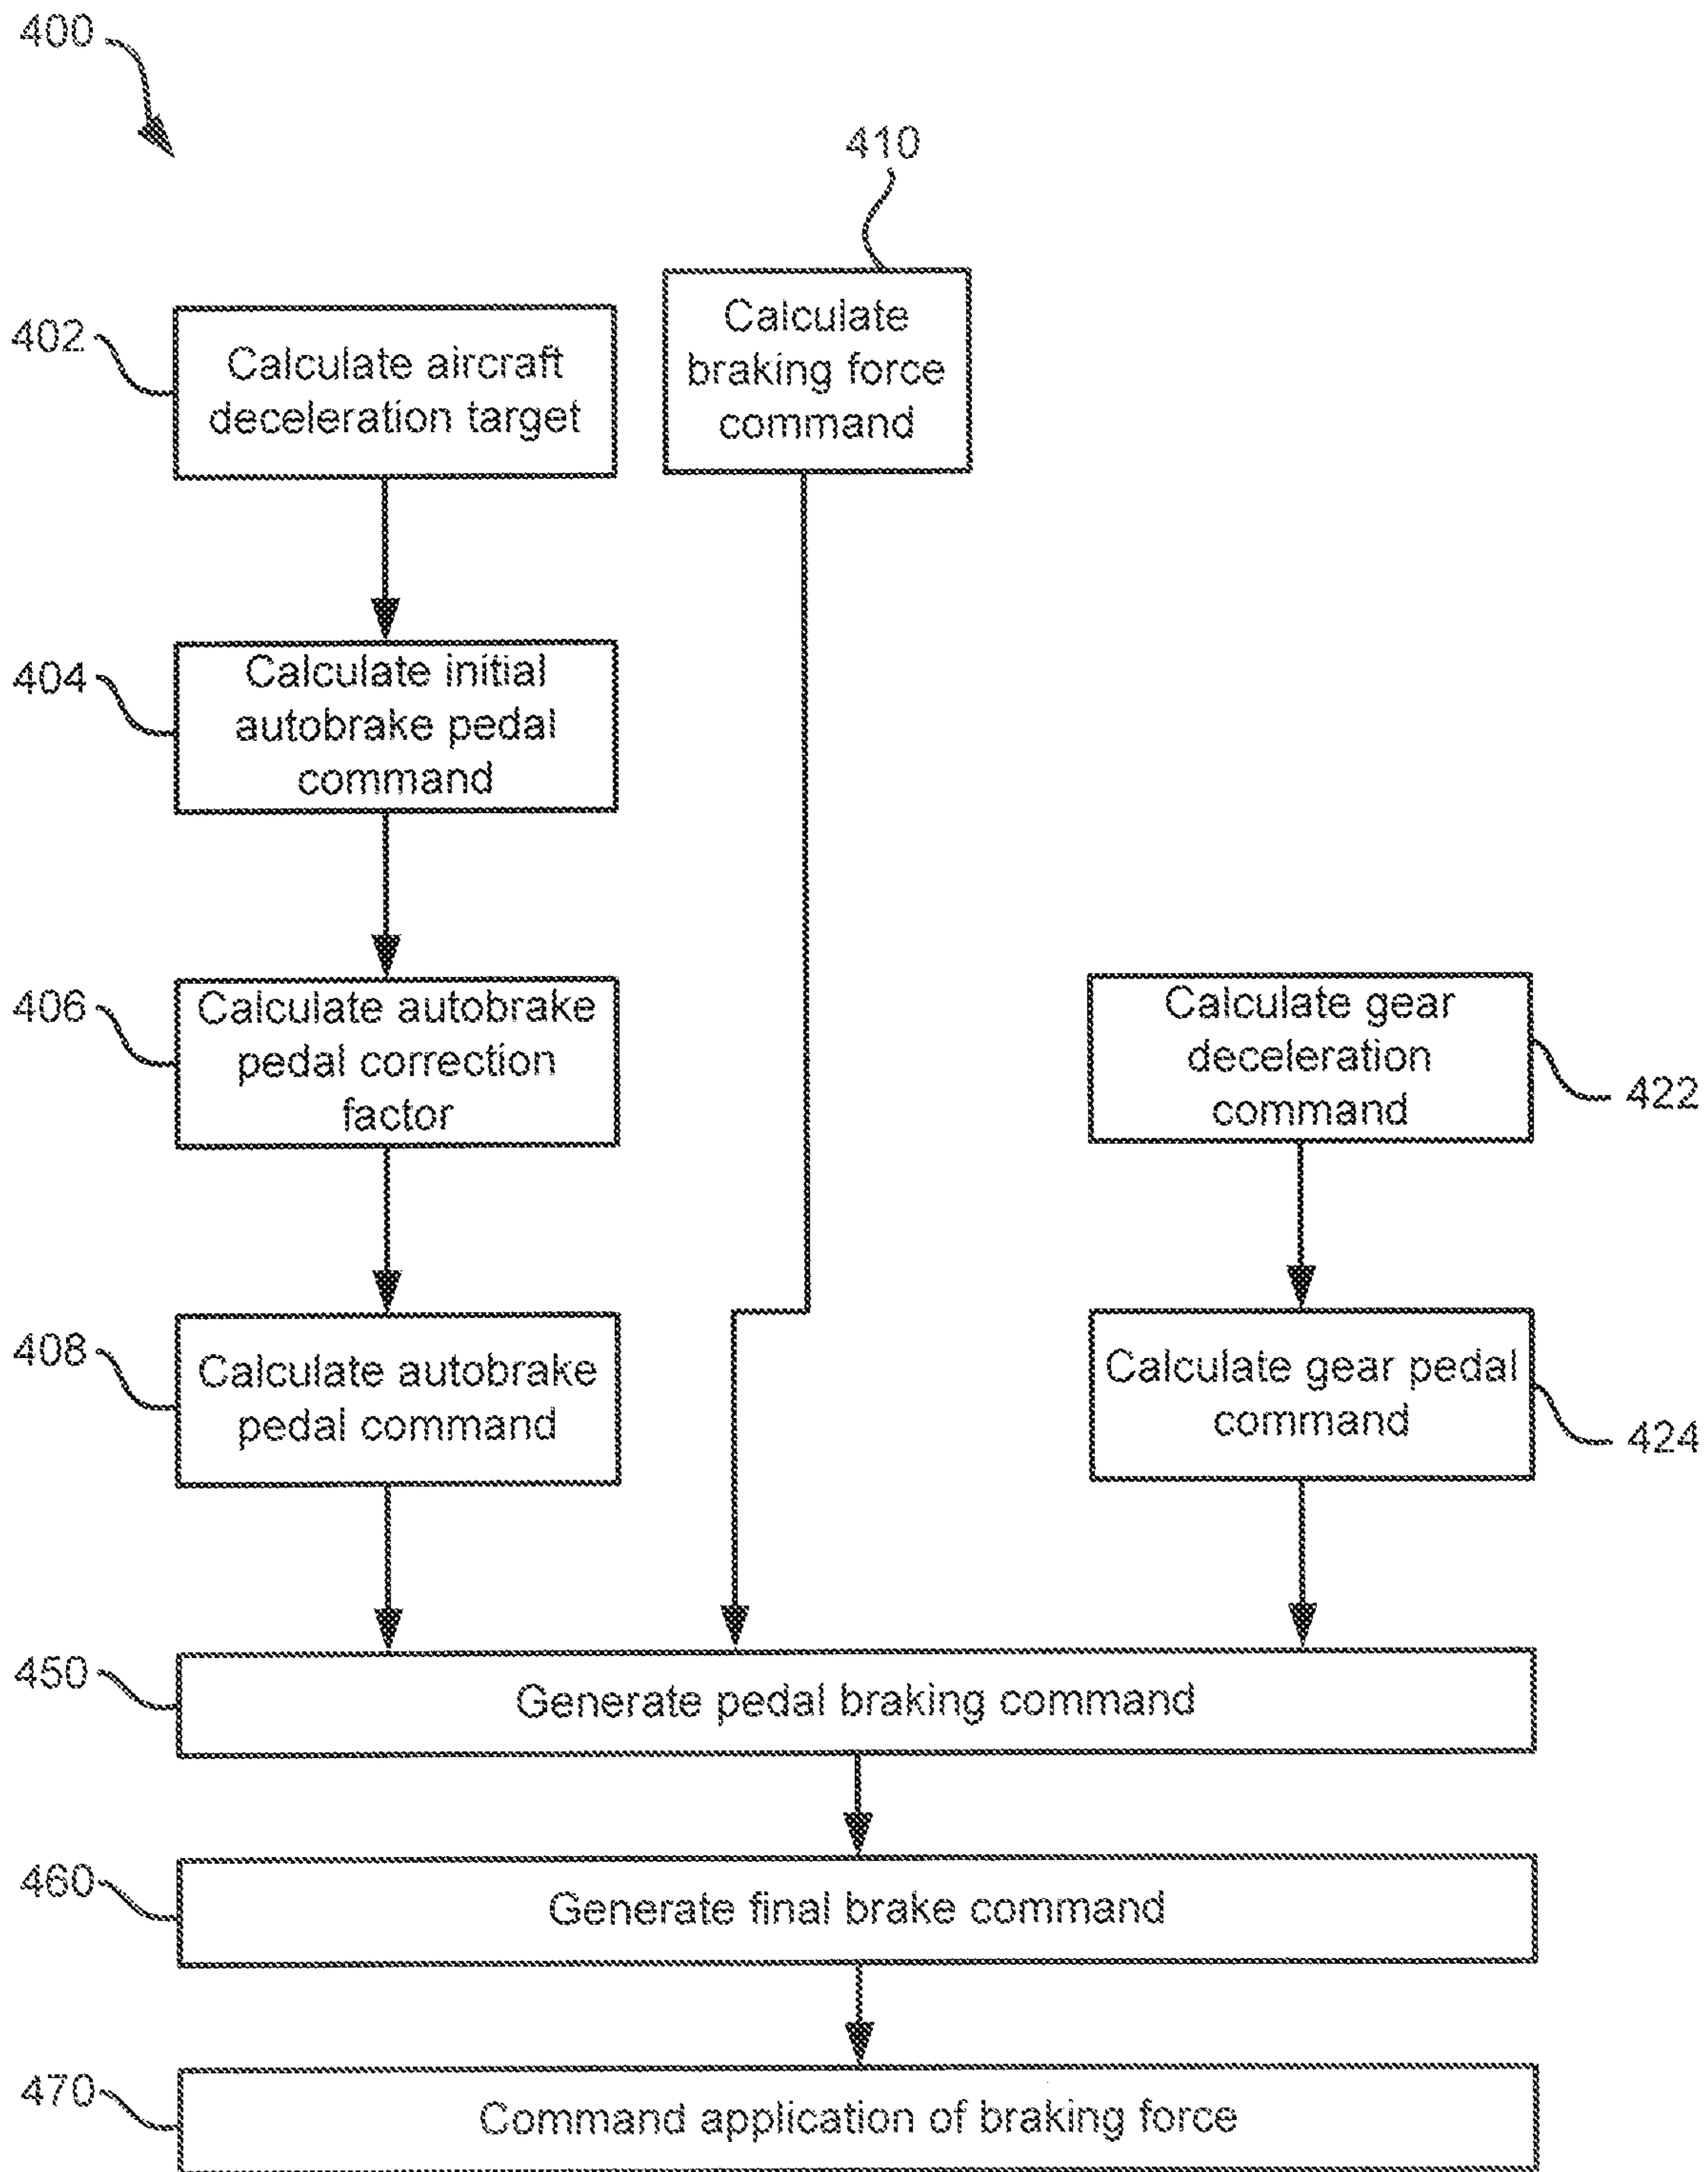 400
410
Calculate
braking force
command
402
Calculate aircraft
deceleration target
404
Calculate initial
autobrake pedal
command
406
Calculate autobrake
pedal correction
factor
Calculate gear
deceleration
command
422
408
Calculate autobrake
pedal command
Calculate gear pedal
command
424
450
Generate pedal braking command
460
Generate final brake command
470
Command application of braking force